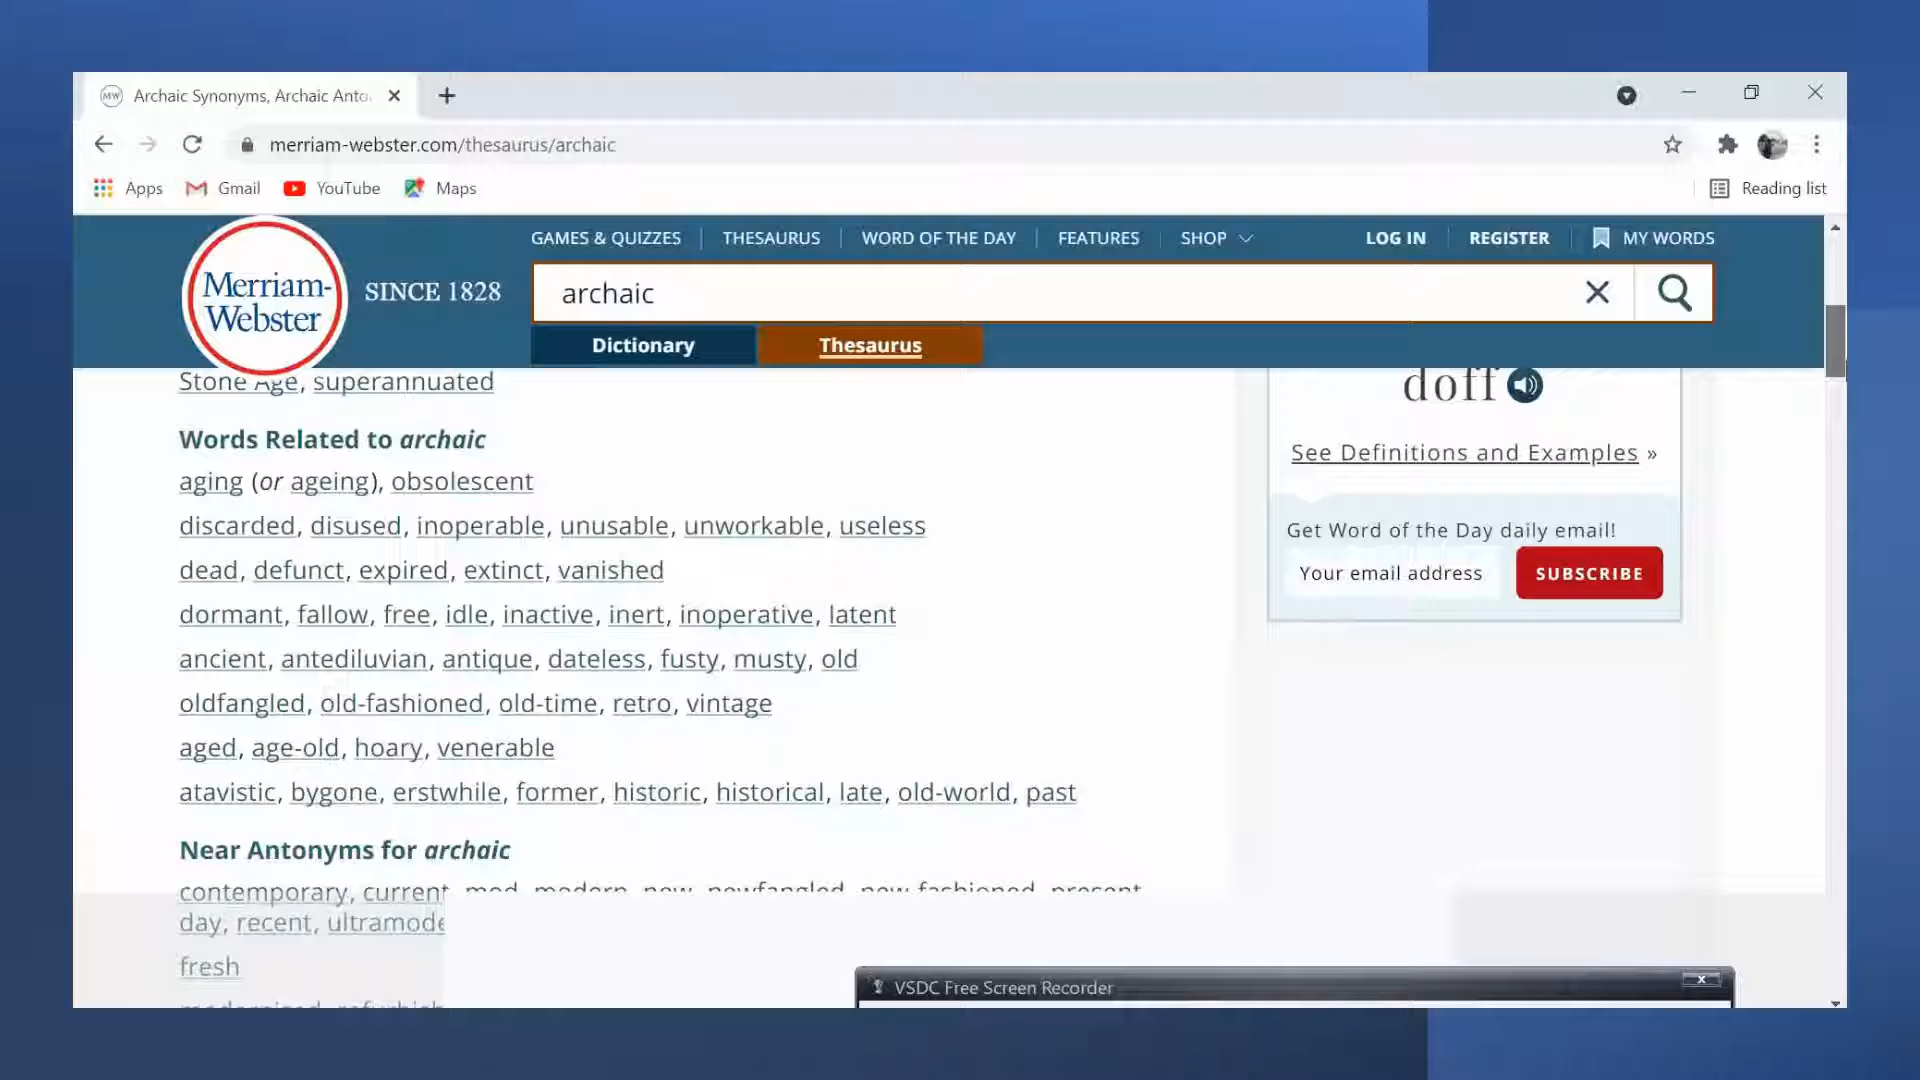 Archaic Synonyms, Archaic Anto
merriam-webster.com/thesaurus/archaic
Apps Gmail YouTube Maps Reading list
GAMES & QUIZZES THESAURUS WORD OF THE DAY FEATURES SHOP LOG IN REGISTER MY WORDS
Merriam-
Webster
SINCE 1828
archaic
Dictionary Thesaurus
Stone Age, superannuated
Words Related to archaic
aging (or ageing), obsolescent
discarded, disused, inoperable, unusable, unworkable, useless
dead, defunct, expired, extinct, vanished
dormant, fallow, free, idle, inactive, inert, inoperative, latent
ancient, antediluvian, antique, dateless, fusty, musty, old
oldfangled, old-fashioned, old-time, retro, vintage
aged, age-old, hoary, venerable
atavistic, bygone, erstwhile, former, historic, historical, late, old-world, past
Near Antonyms for archaic
contemporary, current, mod, modern, new, newfangled, new-fashioned, present
day, recent, ultramode
fresh
doff
See Definitions and Examples »
Get Word of the Day daily email!
Your email address SUBSCRIBE
VSDC Free Screen Recorder